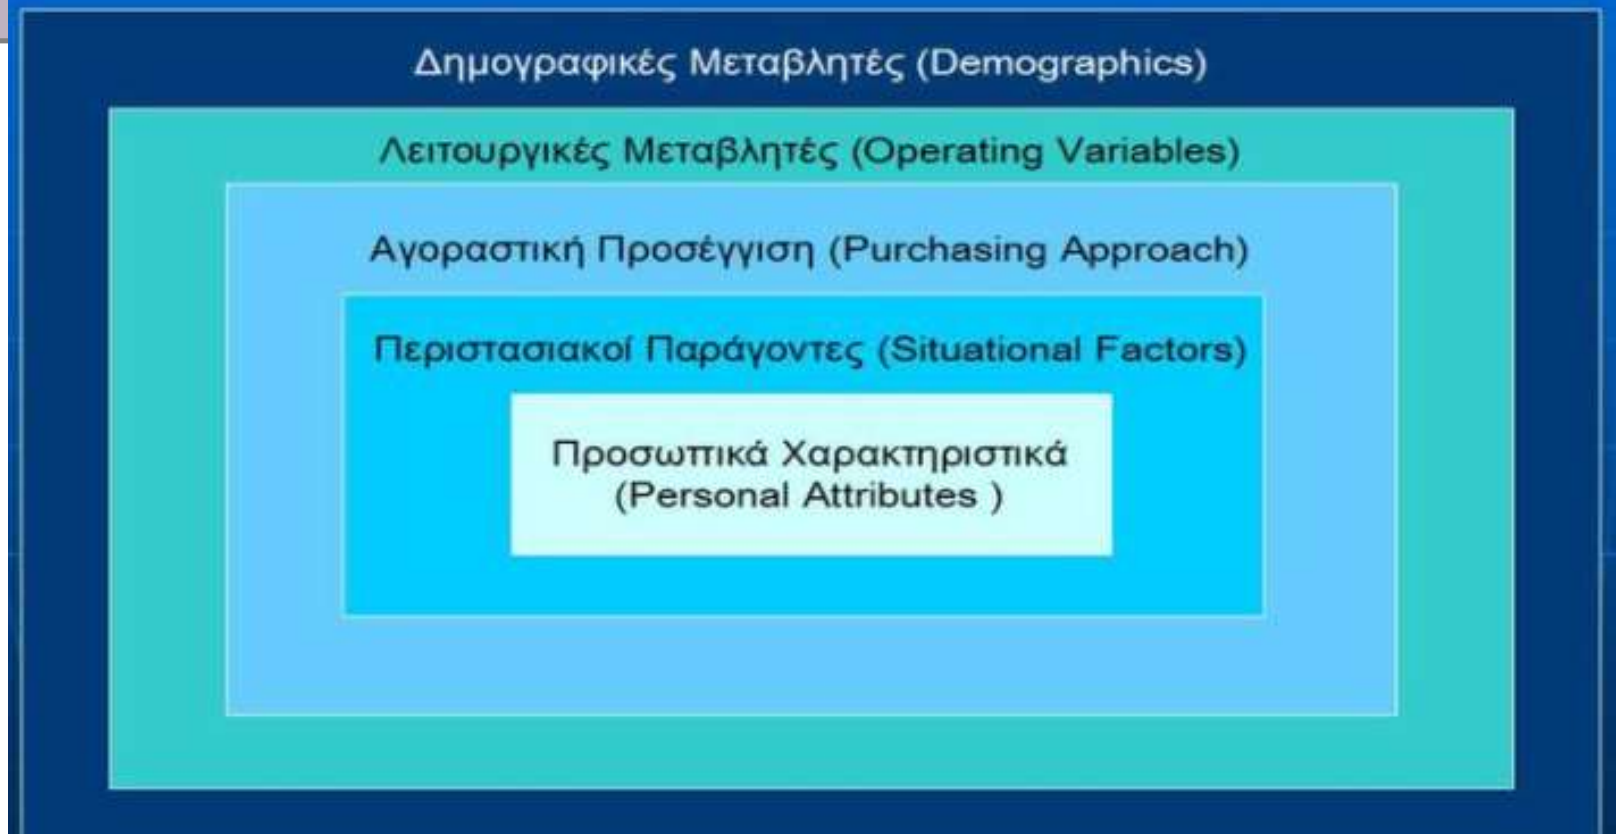 Δημογραφικές Μεταβλητές (Demographics)
Λειτουργικές Μεταβλητές (Operating Variables)
Αγοραστική Προσέγγιση (Purchasing Approach)
Περιστασιακοί Παράγοντες (Situational Factors)
Προσωπικά Χαρακτηριστικά
(Personal Attributes )